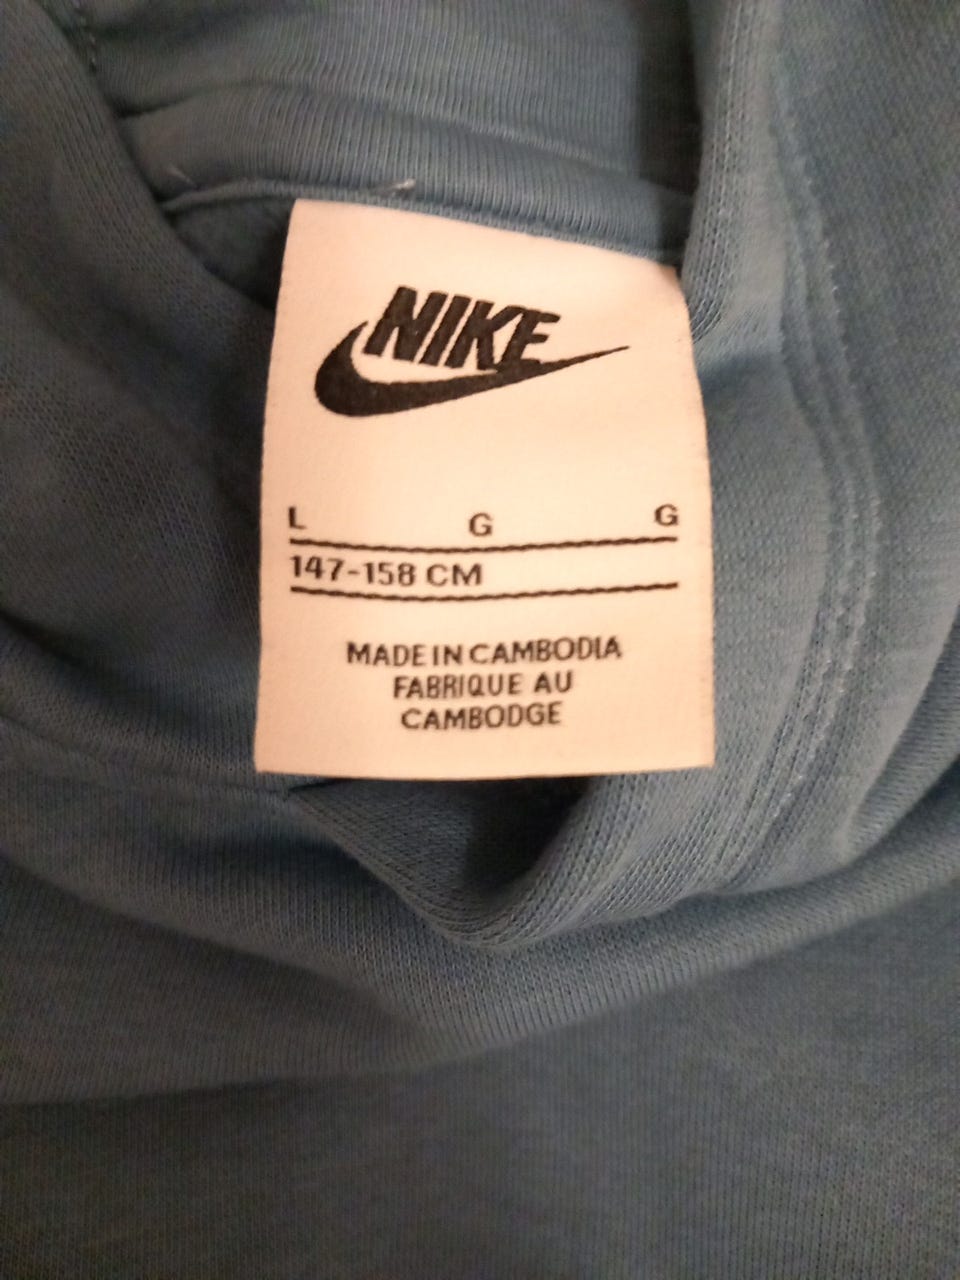 NIKE
L G G
147-158 CM
MADE IN CAMBODIA
FABRIQUE AU
CAMBODGE